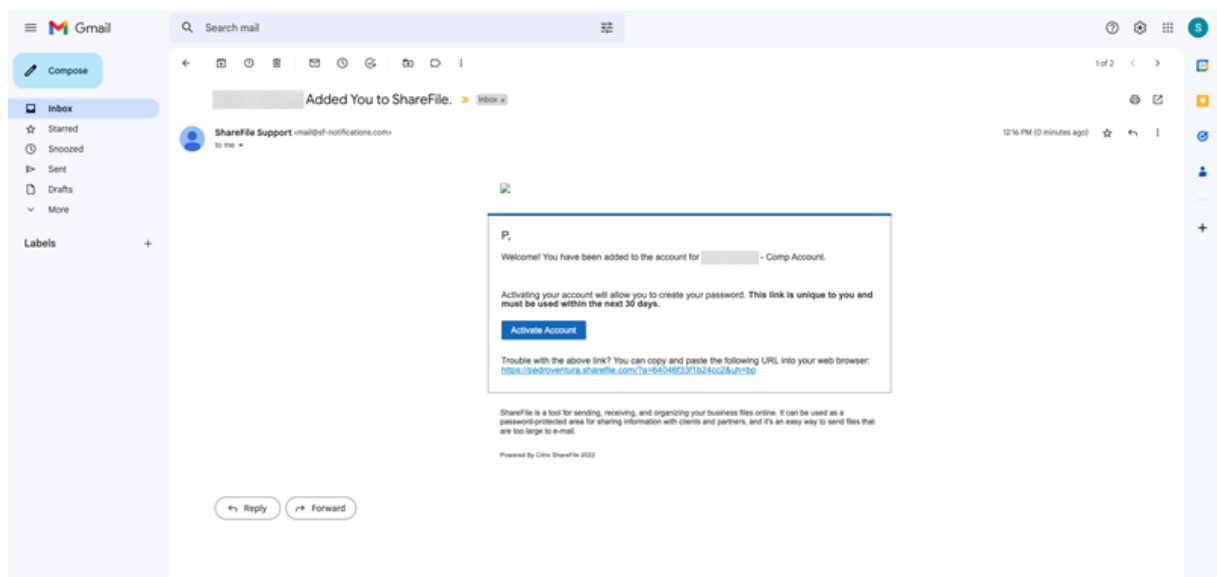 Gmail
Search mail
Compose
1 of 2
Inbox
Added You to ShareFile.
Inbox x
Starred
ShareFile Support <mail@sf-notifications.com>
12:16 PM (0 minutes ago)
to me
Snoozed
Sent
Drafts
More
Labels
P,
Welcome! You have been added to the account for - Comp Account.
Activating your account will allow you to create your password. This link is unique to you and
must be used within the next 30 days.
Activate Account
Trouble with the above link? You can copy and paste the following URL into your web browser:
https://pedroventura.sharefile.com/?a=64048f33f1b24cc2&uh=bp
ShareFile is a tool for sending, receiving, and organizing your business files online. It can be used as a
password-protected area for sharing information with clients and partners, and it's an easy way to send files that
are too large to e-mail.
Powered By Citrix ShareFile 2022
Reply
Forward
S